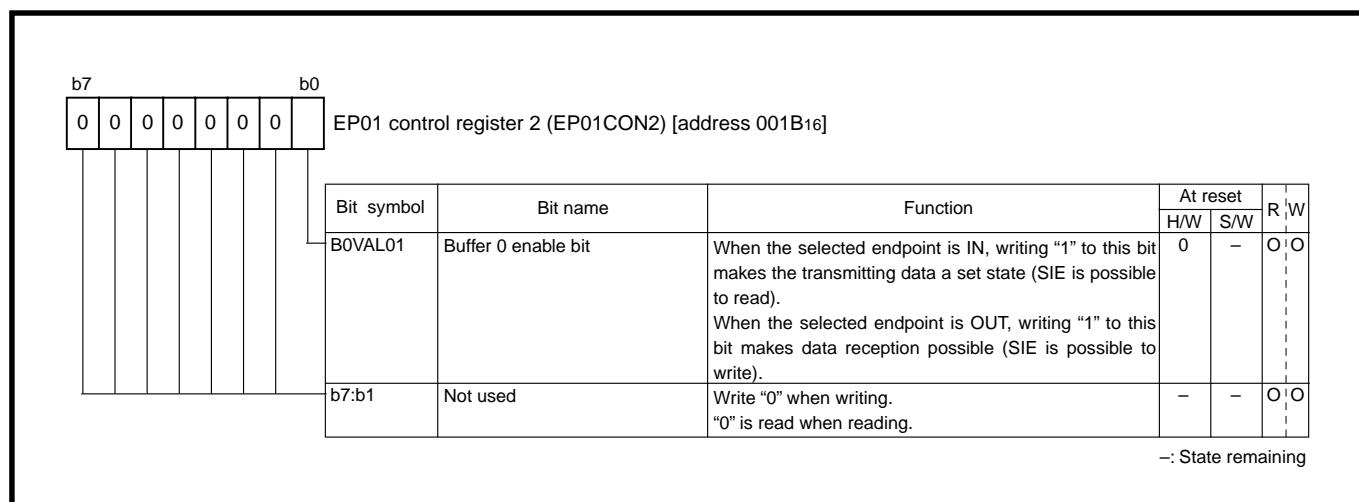 b7 b0
0 0 0 0 0 0 0
EP01 control register 2 (EP01CON2) [address 001B16]
Bit symbol Bit name Function At reset R W
H/W S/W
B0VAL01 Buffer 0 enable bit When the selected endpoint is IN, writing “1” to this bit 0 – O O
makes the transmitting data a set state (SIE is possible
to read).
When the selected endpoint is OUT, writing “1” to this
bit makes data reception possible (SIE is possible to
write).
b7:b1 Not used Write “0” when writing. – – O O
“0” is read when reading.
–: State remaining